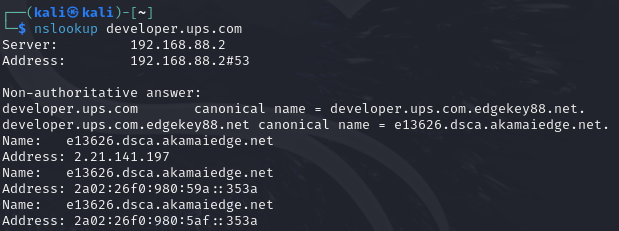 ┌──(kali㉿kali)-[~]
└─$ nslookup developer.ups.com
Server:         192.168.88.2
Address:        192.168.88.2#53

Non-authoritative answer:
developer.ups.com       canonical name = developer.ups.com.edgekey88.net.
developer.ups.com.edgekey88.net canonical name = e13626.dsca.akamaiedge.net.
Name:   e13626.dsca.akamaiedge.net
Address: 2.21.141.197
Name:   e13626.dsca.akamaiedge.net
Address: 2a02:26f0:980:59a::353a
Name:   e13626.dsca.akamaiedge.net
Address: 2a02:26f0:980:5af::353a